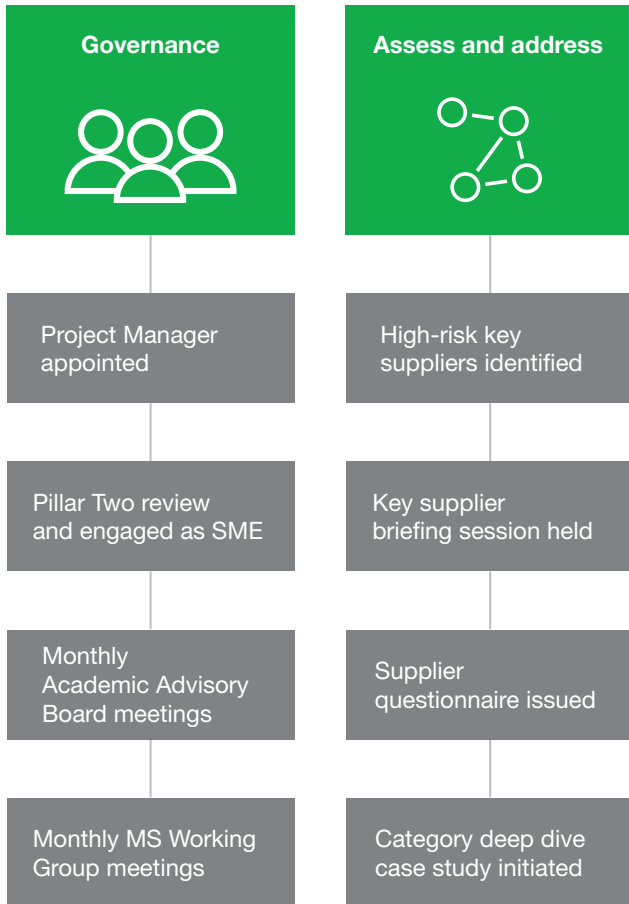 Governance
Project Manager
appointed
Pillar Two review
and engaged as SME
Monthly
Academic Advisory
Board meetings
Monthly MS Working
Group meetings
Assess and address
High-risk key
suppliers identified
Key supplier
briefing session held
Supplier
questionnaire issued
Category deep dive
case study initiated